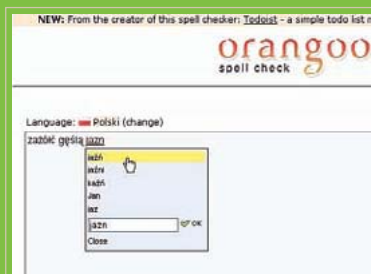 NEW: From the creator of this spell checker: Todoist - a simple todo list m
orangoo
spell check
Language: Polski (change)
zażółć gęślą jazn
jaźń
jaźni
kaźń
Jan
jaz
jazn OK
Close